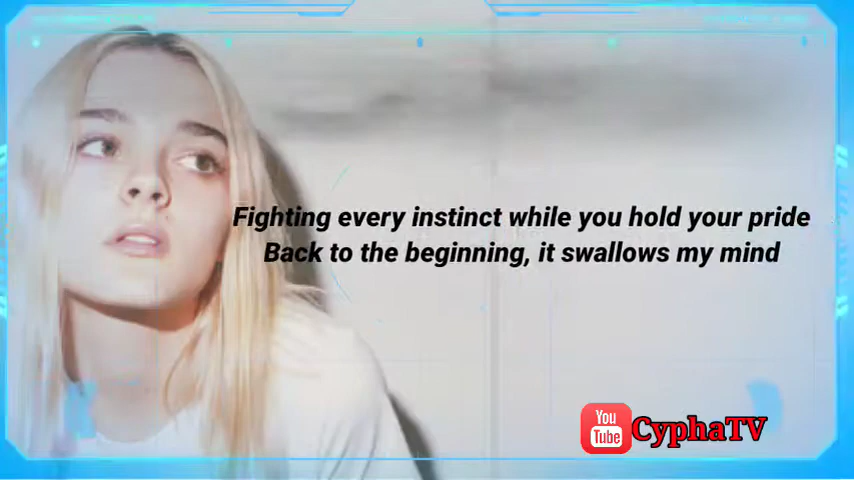 Fighting every instinct while you hold your pride
Back to the beginning, it swallows my mind
You
Tube
CyphaTV